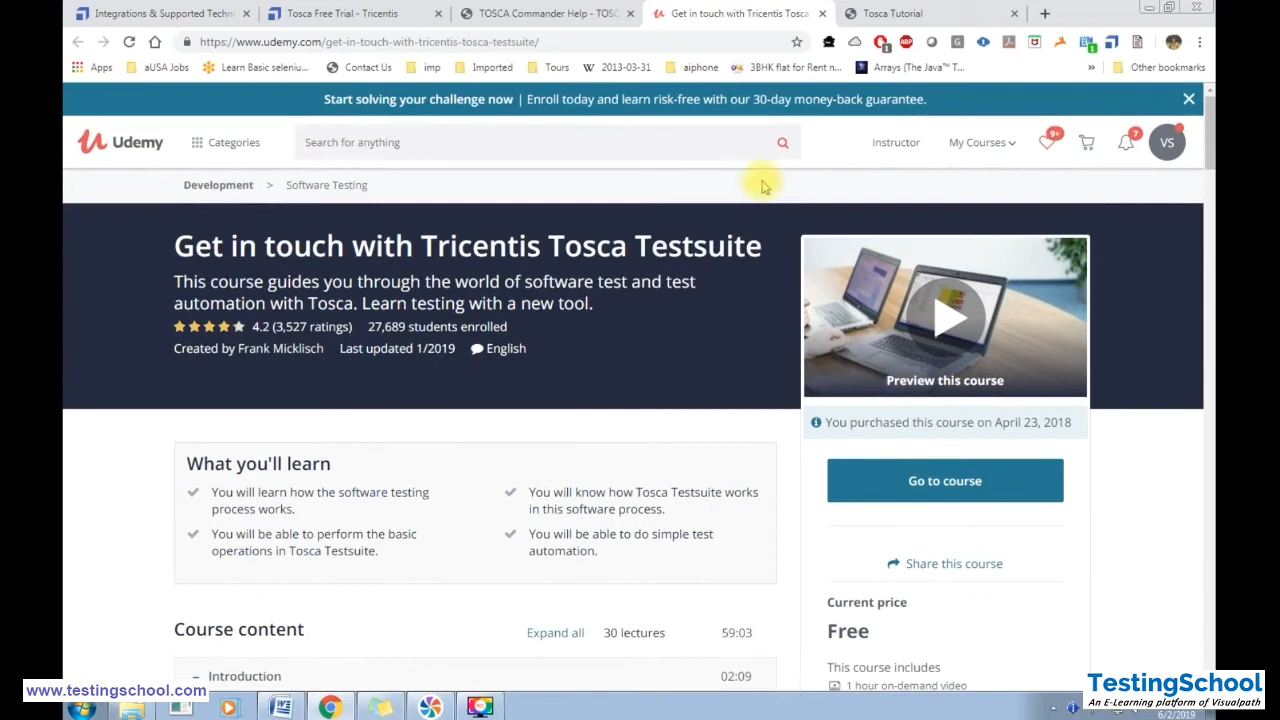 Integrations & Supported Techn
Tosca Free Trial - Tricentis
TOSCA Commander Help - TOSC
Get in touch with Tricentis Tosca
Tosca Tutorial
https://www.udemy.com/get-in-touch-with-tricentis-tosca-testsuite/
Apps
aUSA Jobs
Learn Basic seleniu...
Contact Us
imp
Imported
Tours
W 2013-03-31
aiphone
3BHK flat for Rent n...
Arrays (The Java™ T...
» Other bookmarks
Start solving your challenge now | Enroll today and learn risk-free with our 30-day money-back guarantee.
Udemy
Categories
Search for anything
Instructor
My Courses
9+
7
VS
Development > Software Testing
Get in touch with Tricentis Tosca Testsuite
This course guides you through the world of software test and test
automation with Tosca. Learn testing with a new tool.
4.2 (3,527 ratings) 27,689 students enrolled
Created by Frank Micklisch Last updated 1/2019 English
Preview this course
You purchased this course on April 23, 2018
Go to course
Share this course
Current price
Free
This course includes
1 hour on-demand video
What you'll learn
You will learn how the software testing
process works.
You will be able to perform the basic
operations in Tosca Testsuite.
You will know how Tosca Testsuite works
in this software process.
You will be able to do simple test
automation.
Course content
Expand all
30 lectures
59:03
Introduction
02:09
www.testingschool.com
TestingSchool
An E-Learning platform of Visualpath
6/2/2019